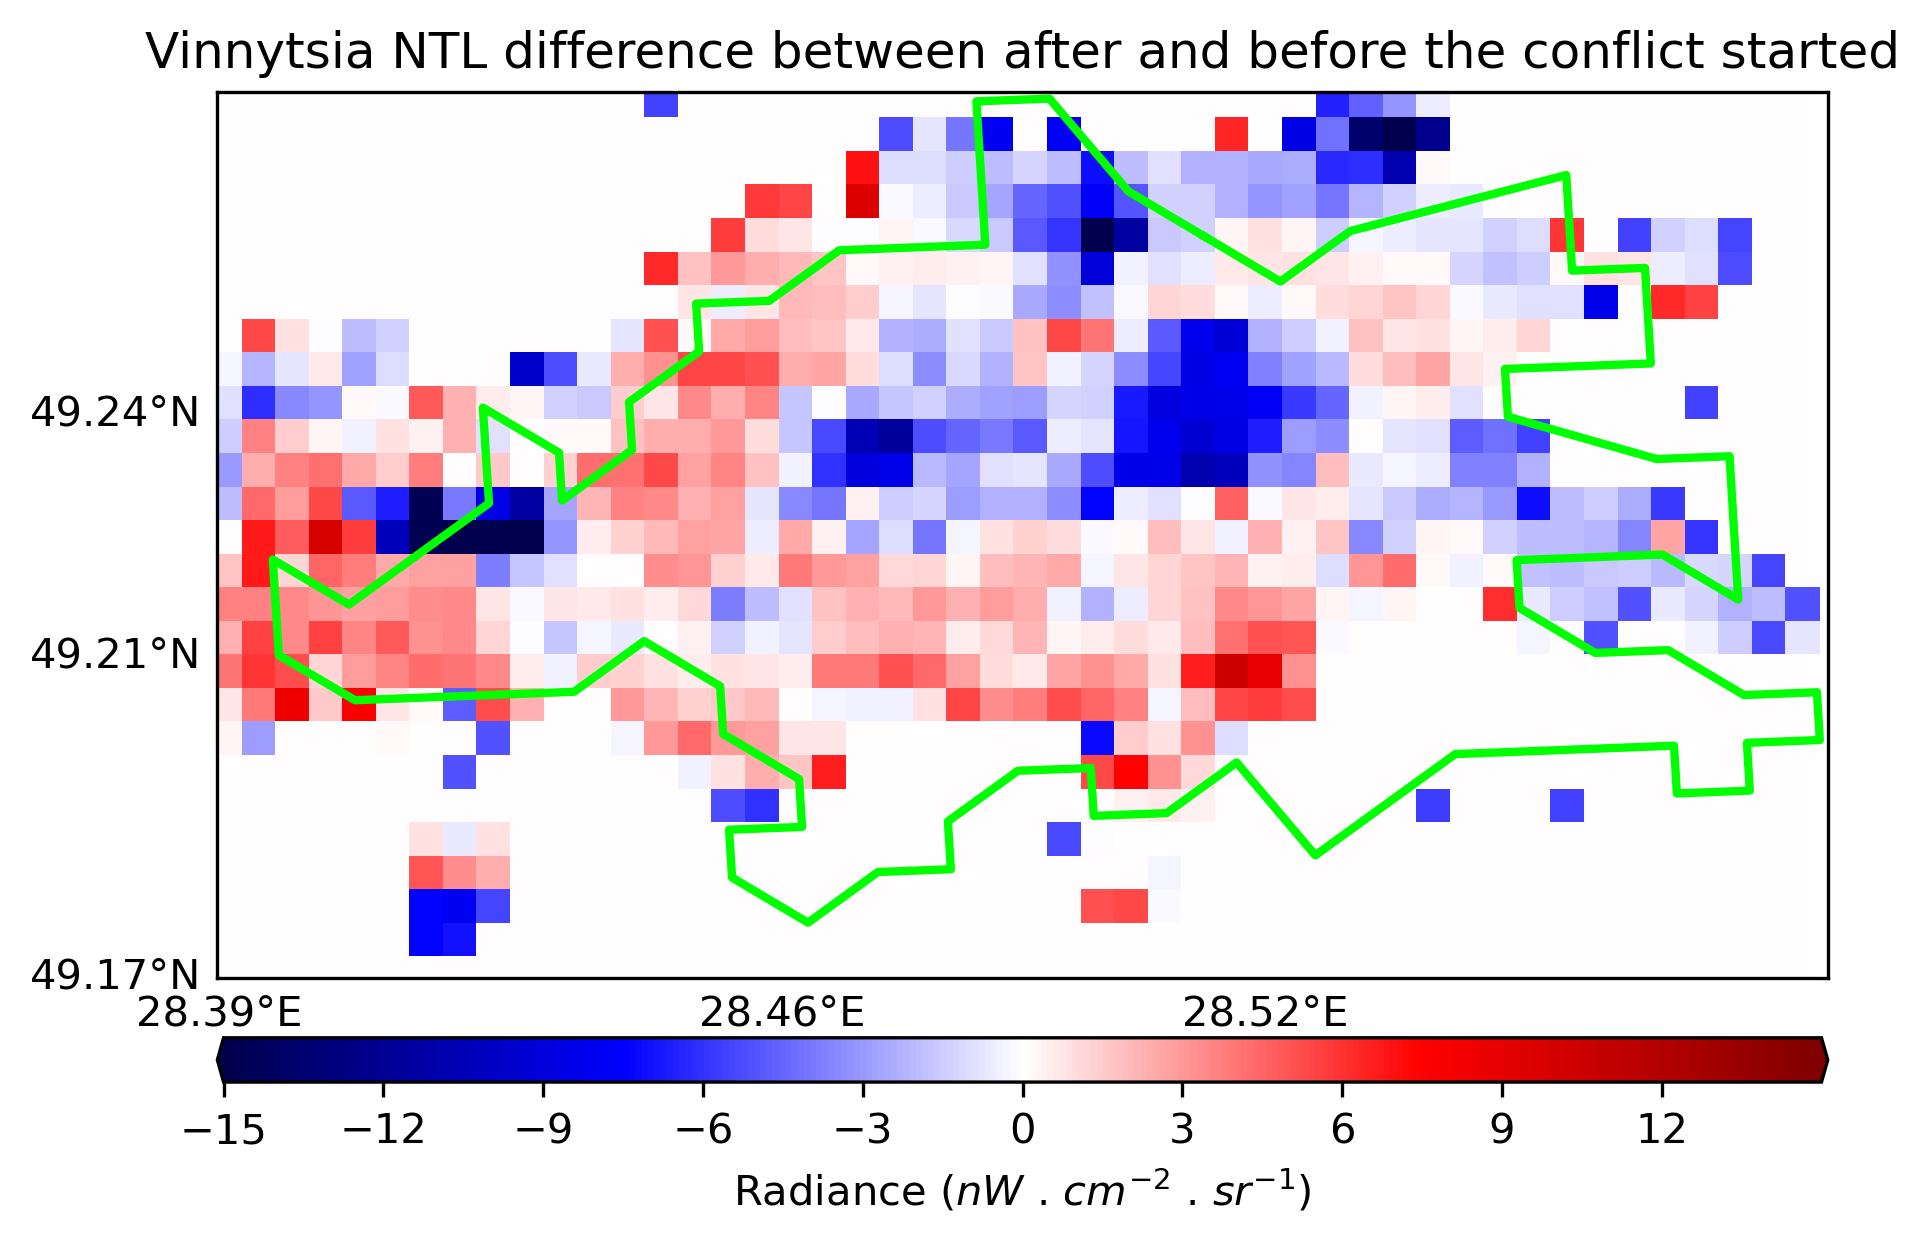 Vinnytsia NTL difference between after and before the conflict started
49.24°N
49.21°N
49.17°N
28.39°E 28.46°E 28.52°E
−15 −12 −9 −6 −3 0 3 6 9 12
Radiance (nW . cm⁻² . sr⁻¹)